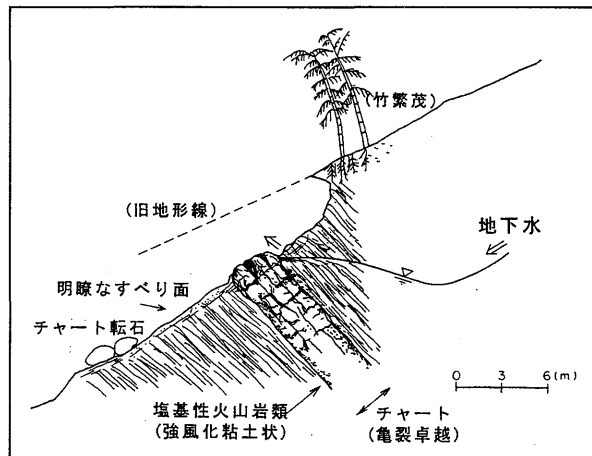 (竹繁茂)
(旧地形線)
地下水
明瞭なすべり面
チャート転石
0 3 6(m)
塩基性火山岩類
(強風化粘土状)
チャート
(亀裂卓越)